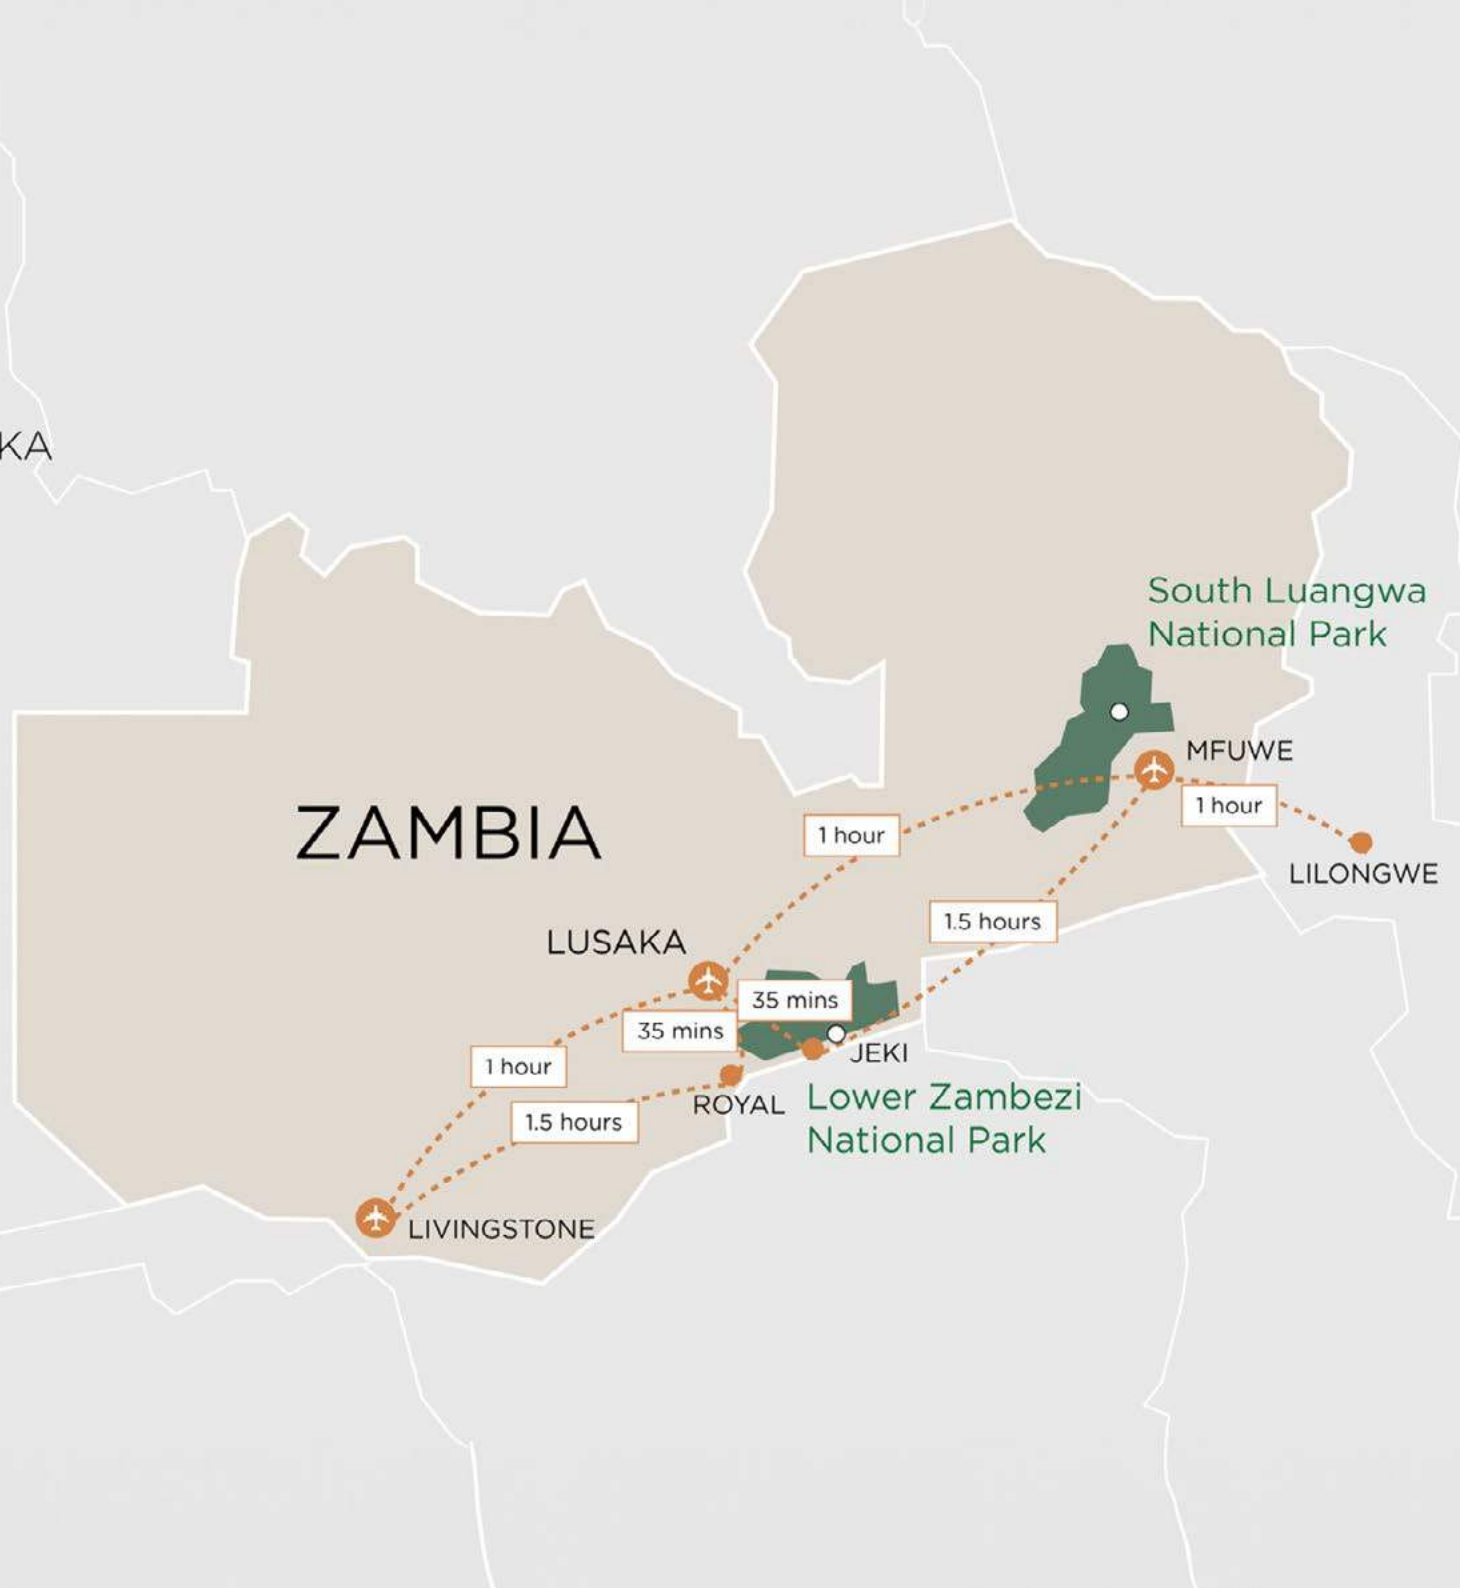 KA
South Luangwa
National Park
MFUWE
1 hour
1 hour
ZAMBIA
LILONGWE
1.5 hours
LUSAKA
35 mins
35 mins
JEKI
1 hour
ROYAL
Lower Zambezi
National Park
1.5 hours
LIVINGSTONE